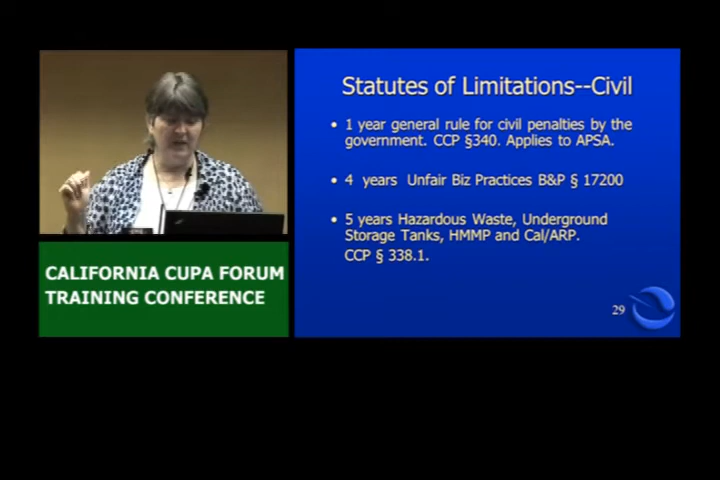 Statutes of Limitations--Civil
• 1 year general rule for civil penalties by the
government. CCP §340. Applies to APSA.
• 4 years Unfair Biz Practices B&P § 17200
• 5 years Hazardous Waste, Underground
Storage Tanks, HMMP and Cal/ARP.
CCP § 338.1.
29
CALIFORNIA CUPA FORUM
TRAINING CONFERENCE